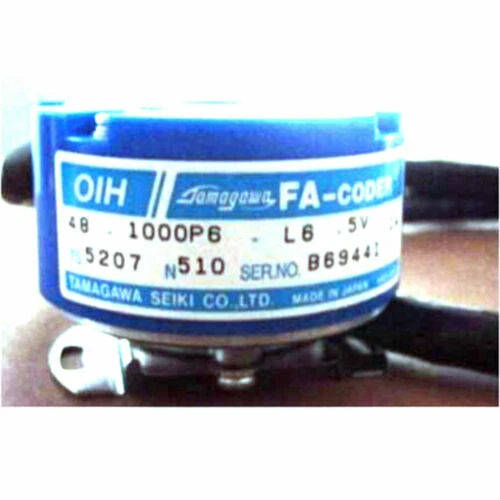 OIH Tamagawa FA-CODER
48 - 1000P6 - L6 . 5V
TS 5207 N510 SER.NO. B69441
TAMAGAWA SEIKI CO.,LTD. MADE IN JAPAN